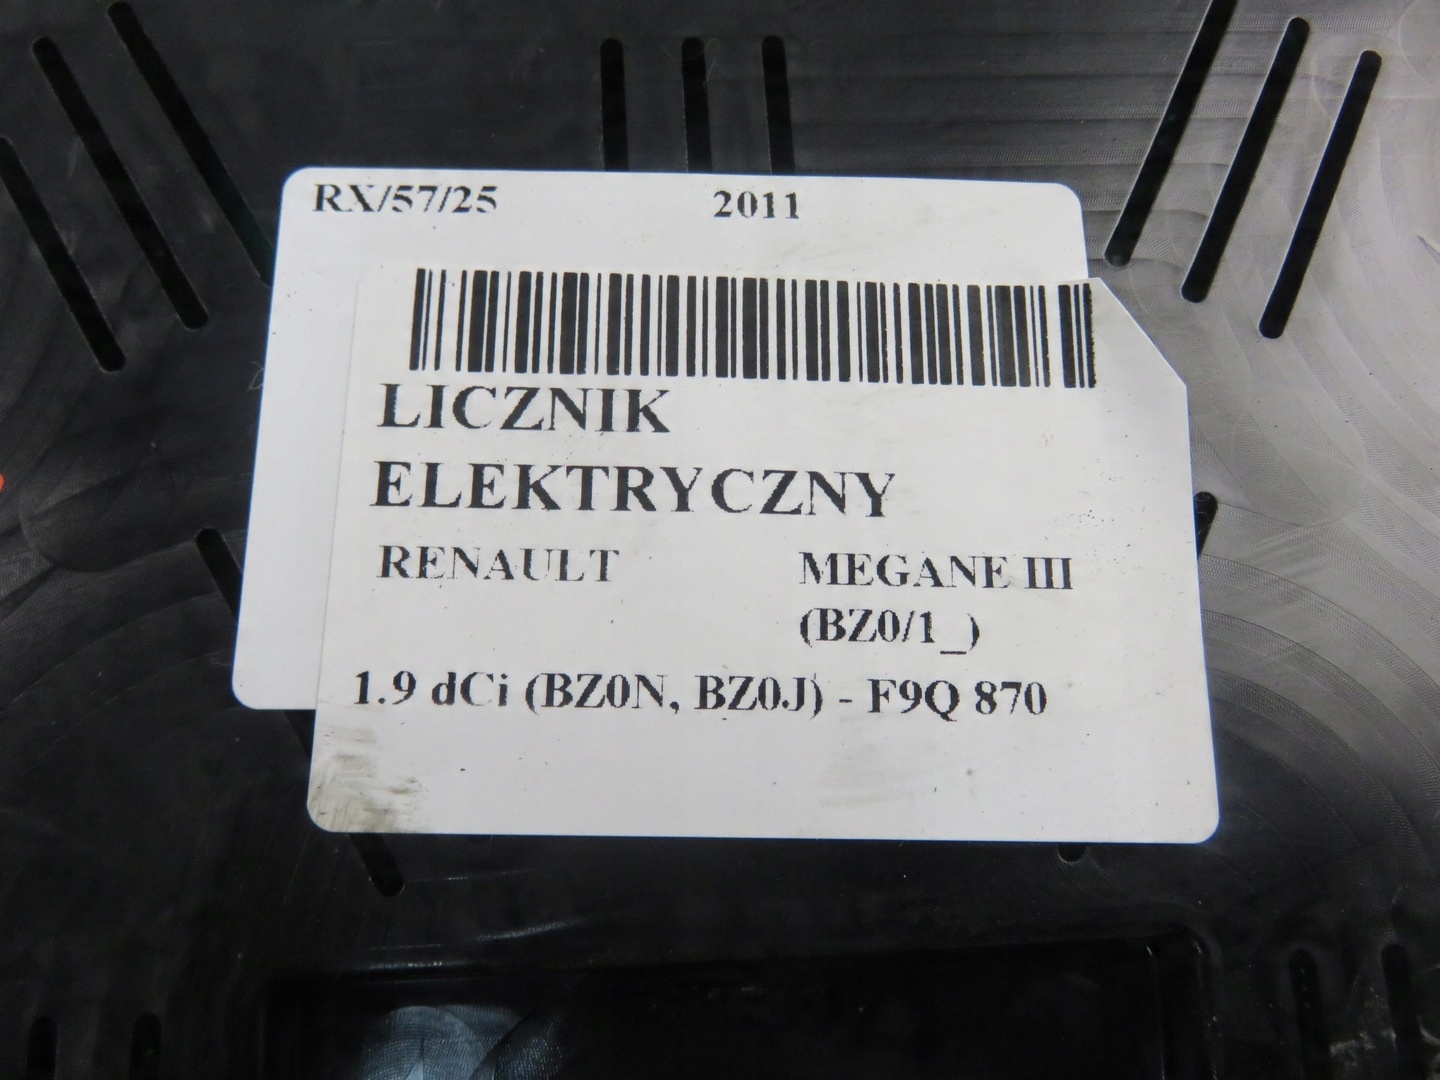 RX/57/25 2011
LICZNIK
ELEKTRYCZNY
RENAULT MEGANE III
(BZ0/1_)
1.9 dCi (BZ0N, BZ0J) - F9Q 870